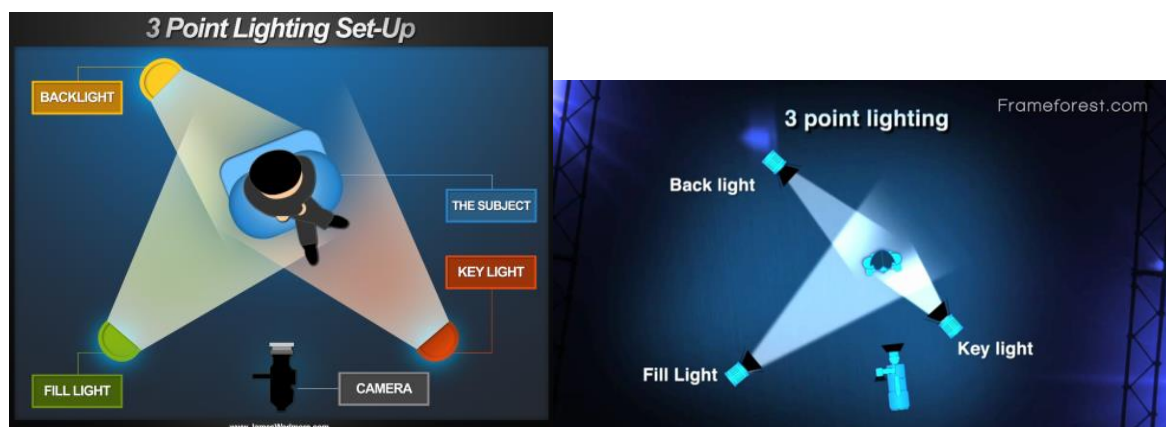 3 Point Lighting Set-Up
BACKLIGHT
THE SUBJECT
KEY LIGHT
FILL LIGHT
CAMERA
Frameforest.com
3 point lighting
Back light
Key light
Fill Light